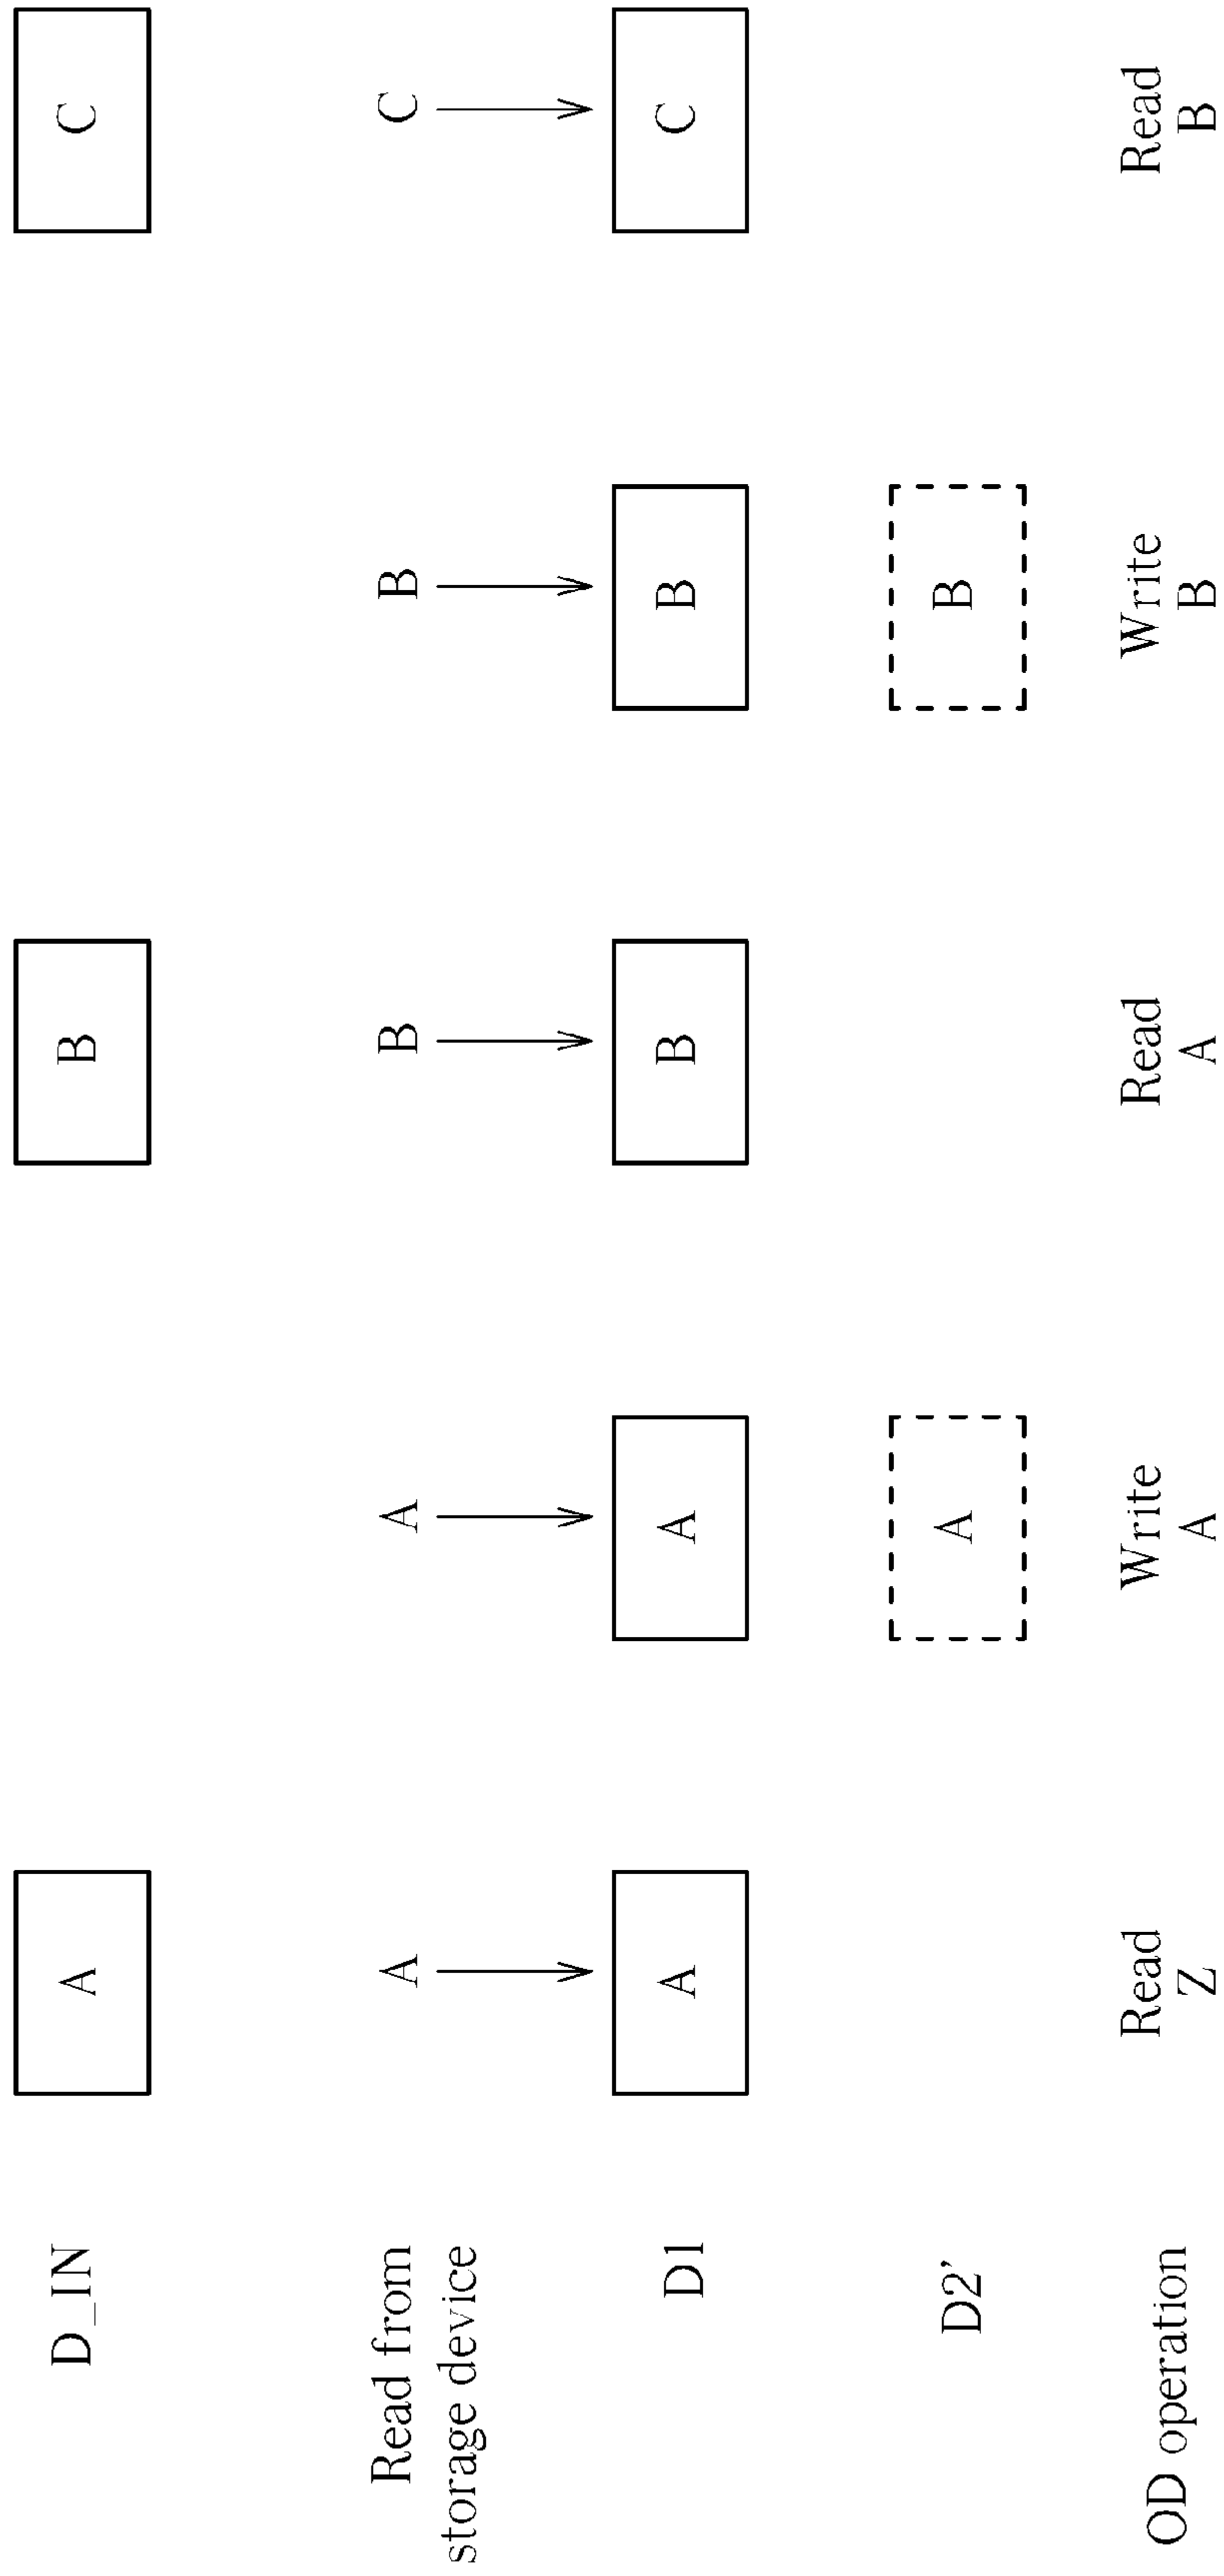 D_IN
A
B
C
Read from
storage device
A
A
B
B
C
D1
A
A
B
B
C
D2'
A
B
OD operation
Read
Z
Write
A
Read
A
Write
B
Read
B